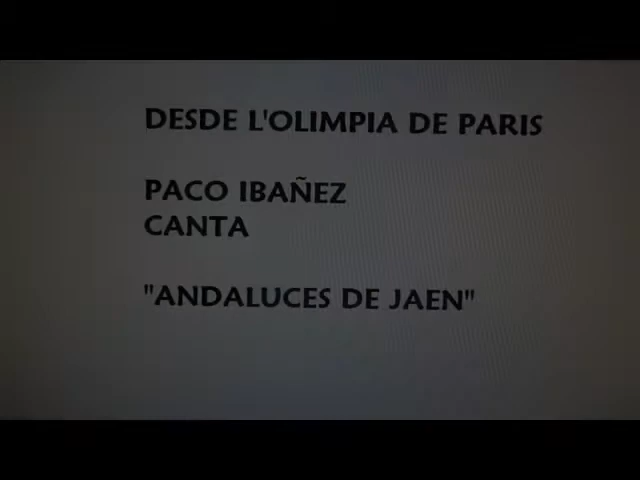 DESDE L'OLIMPIA DE PARIS
PACO IBAÑEZ
CANTA
"ANDALUCES DE JAEN"